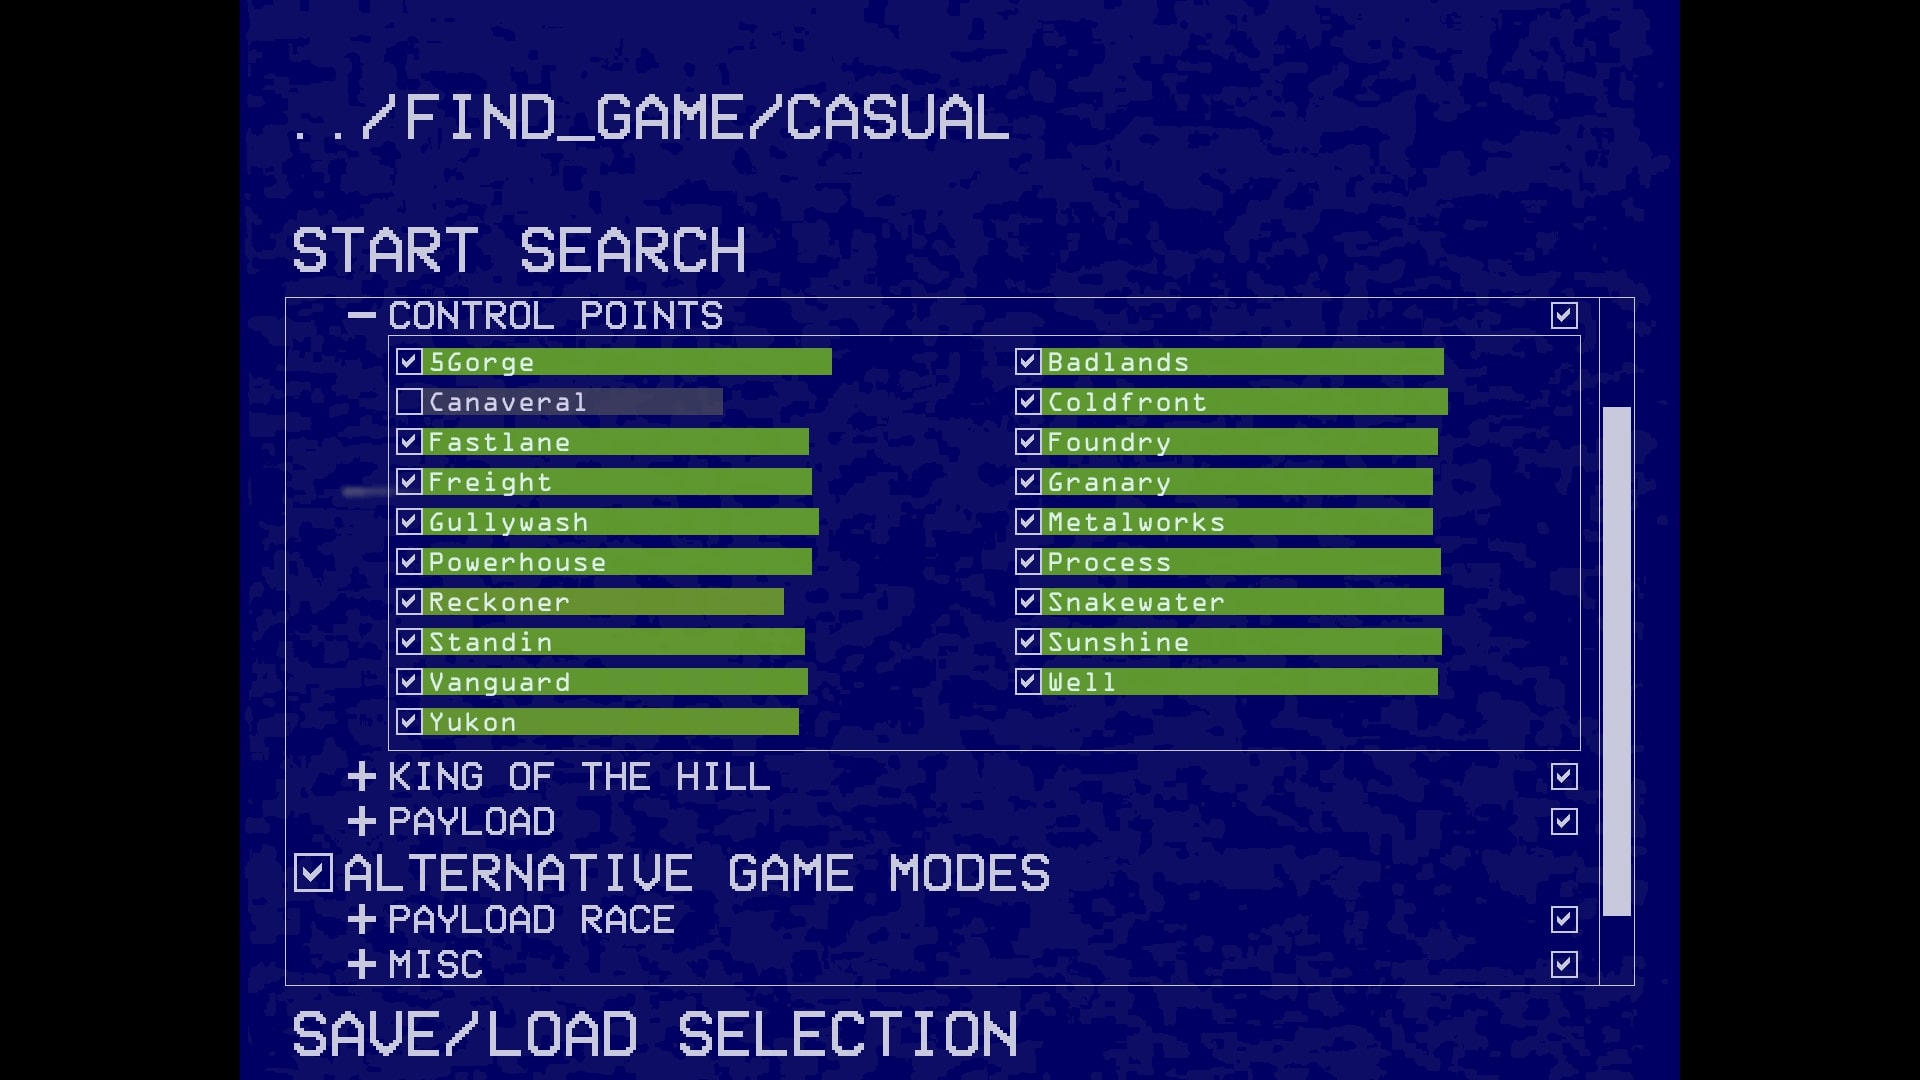 ../FIND_GAME/CASUAL
START SEARCH
CONTROL POINTS
5Gorge Badlands
Canaveral Coldfront
Fastlane Foundry
Freight Granary
Gullywash Metalworks
Powerhouse Process
Reckoner Snakewater
Standin Sunshine
Vanguard Well
Yukon
KING OF THE HILL
PAYLOAD
ALTERNATIVE GAME MODES
PAYLOAD RACE
MISC
SAVE/LOAD SELECTION